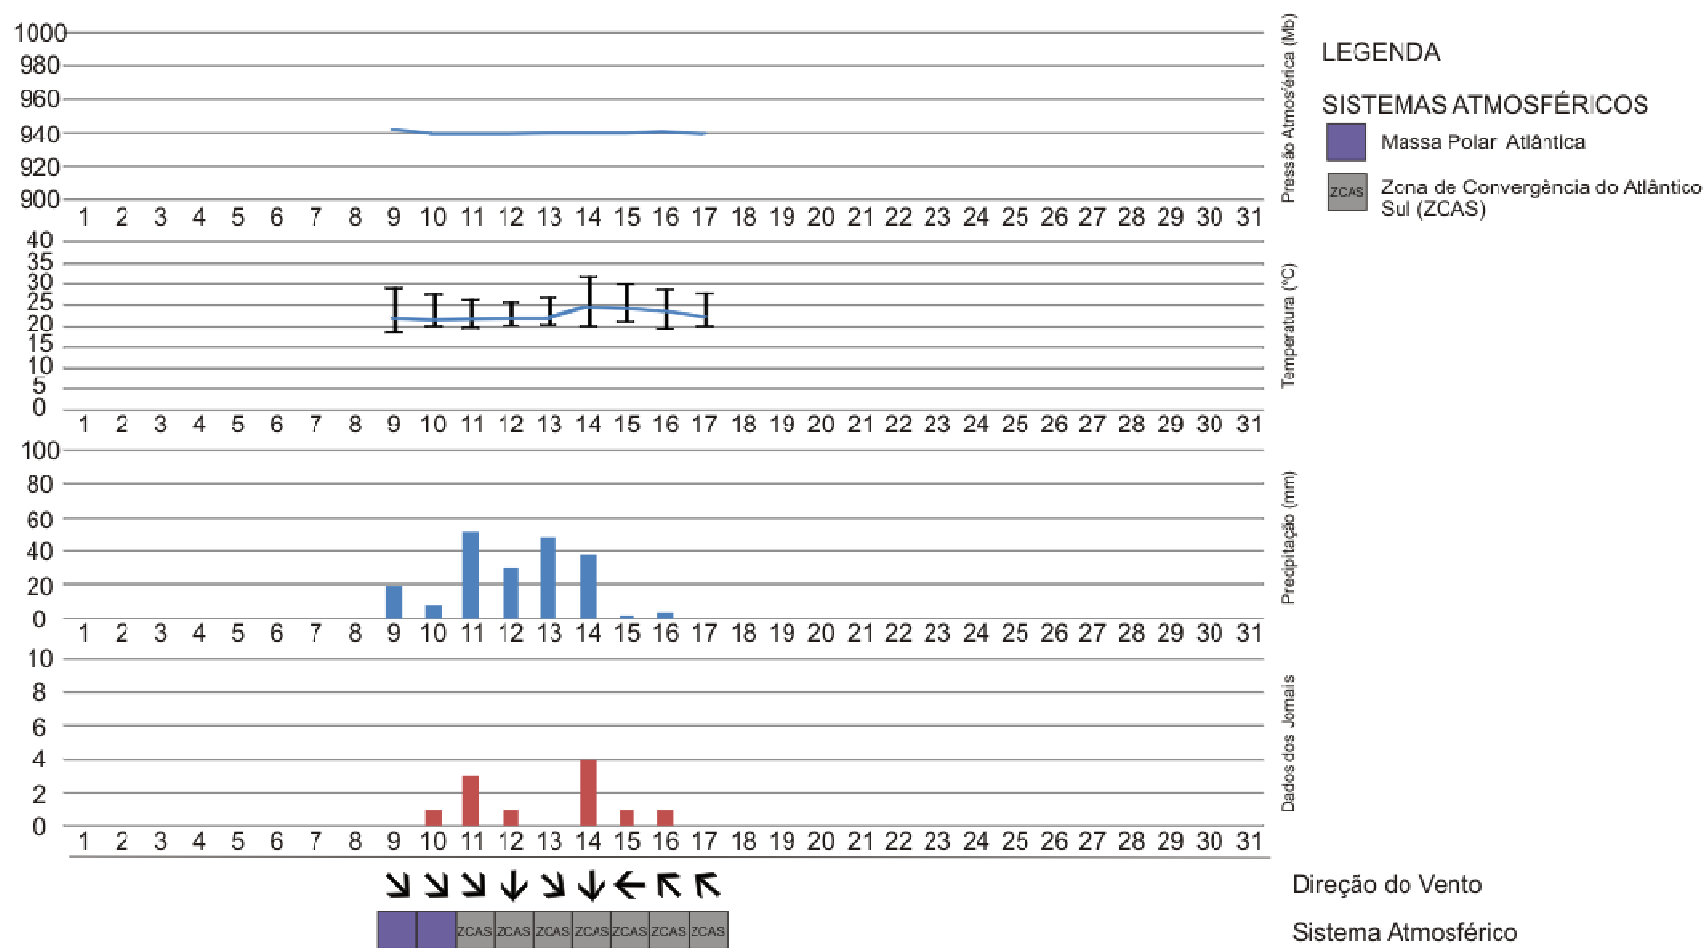 1000
980
960
940
920
900
1 2 3 4 5 6 7 8 9 10 11 12 13 14 15 16 17 18 19 20 21 22 23 24 25 26 27 28 29 30 31
Pressão Atmosférica (Mb)
40
35
30
25
20
15
10
5
0
1 2 3 4 5 6 7 8 9 10 11 12 13 14 15 16 17 18 19 20 21 22 23 24 25 26 27 28 29 30 31
Temperatura (ºC)
100
80
60
40
20
0
1 2 3 4 5 6 7 8 9 10 11 12 13 14 15 16 17 18 19 20 21 22 23 24 25 26 27 28 29 30 31
Precipitação (mm)
10
8
6
4
2
0
1 2 3 4 5 6 7 8 9 10 11 12 13 14 15 16 17 18 19 20 21 22 23 24 25 26 27 28 29 30 31
Dados dos Jornais
Direção do Vento
ZCAS ZCAS ZCAS ZCAS ZCAS ZCAS ZCAS
Sistema Atmosférico
LEGENDA
SISTEMAS ATMOSFÉRICOS
Massa Polar Atlântica
ZCAS
Zona de Convergência do Atlântico
Sul (ZCAS)